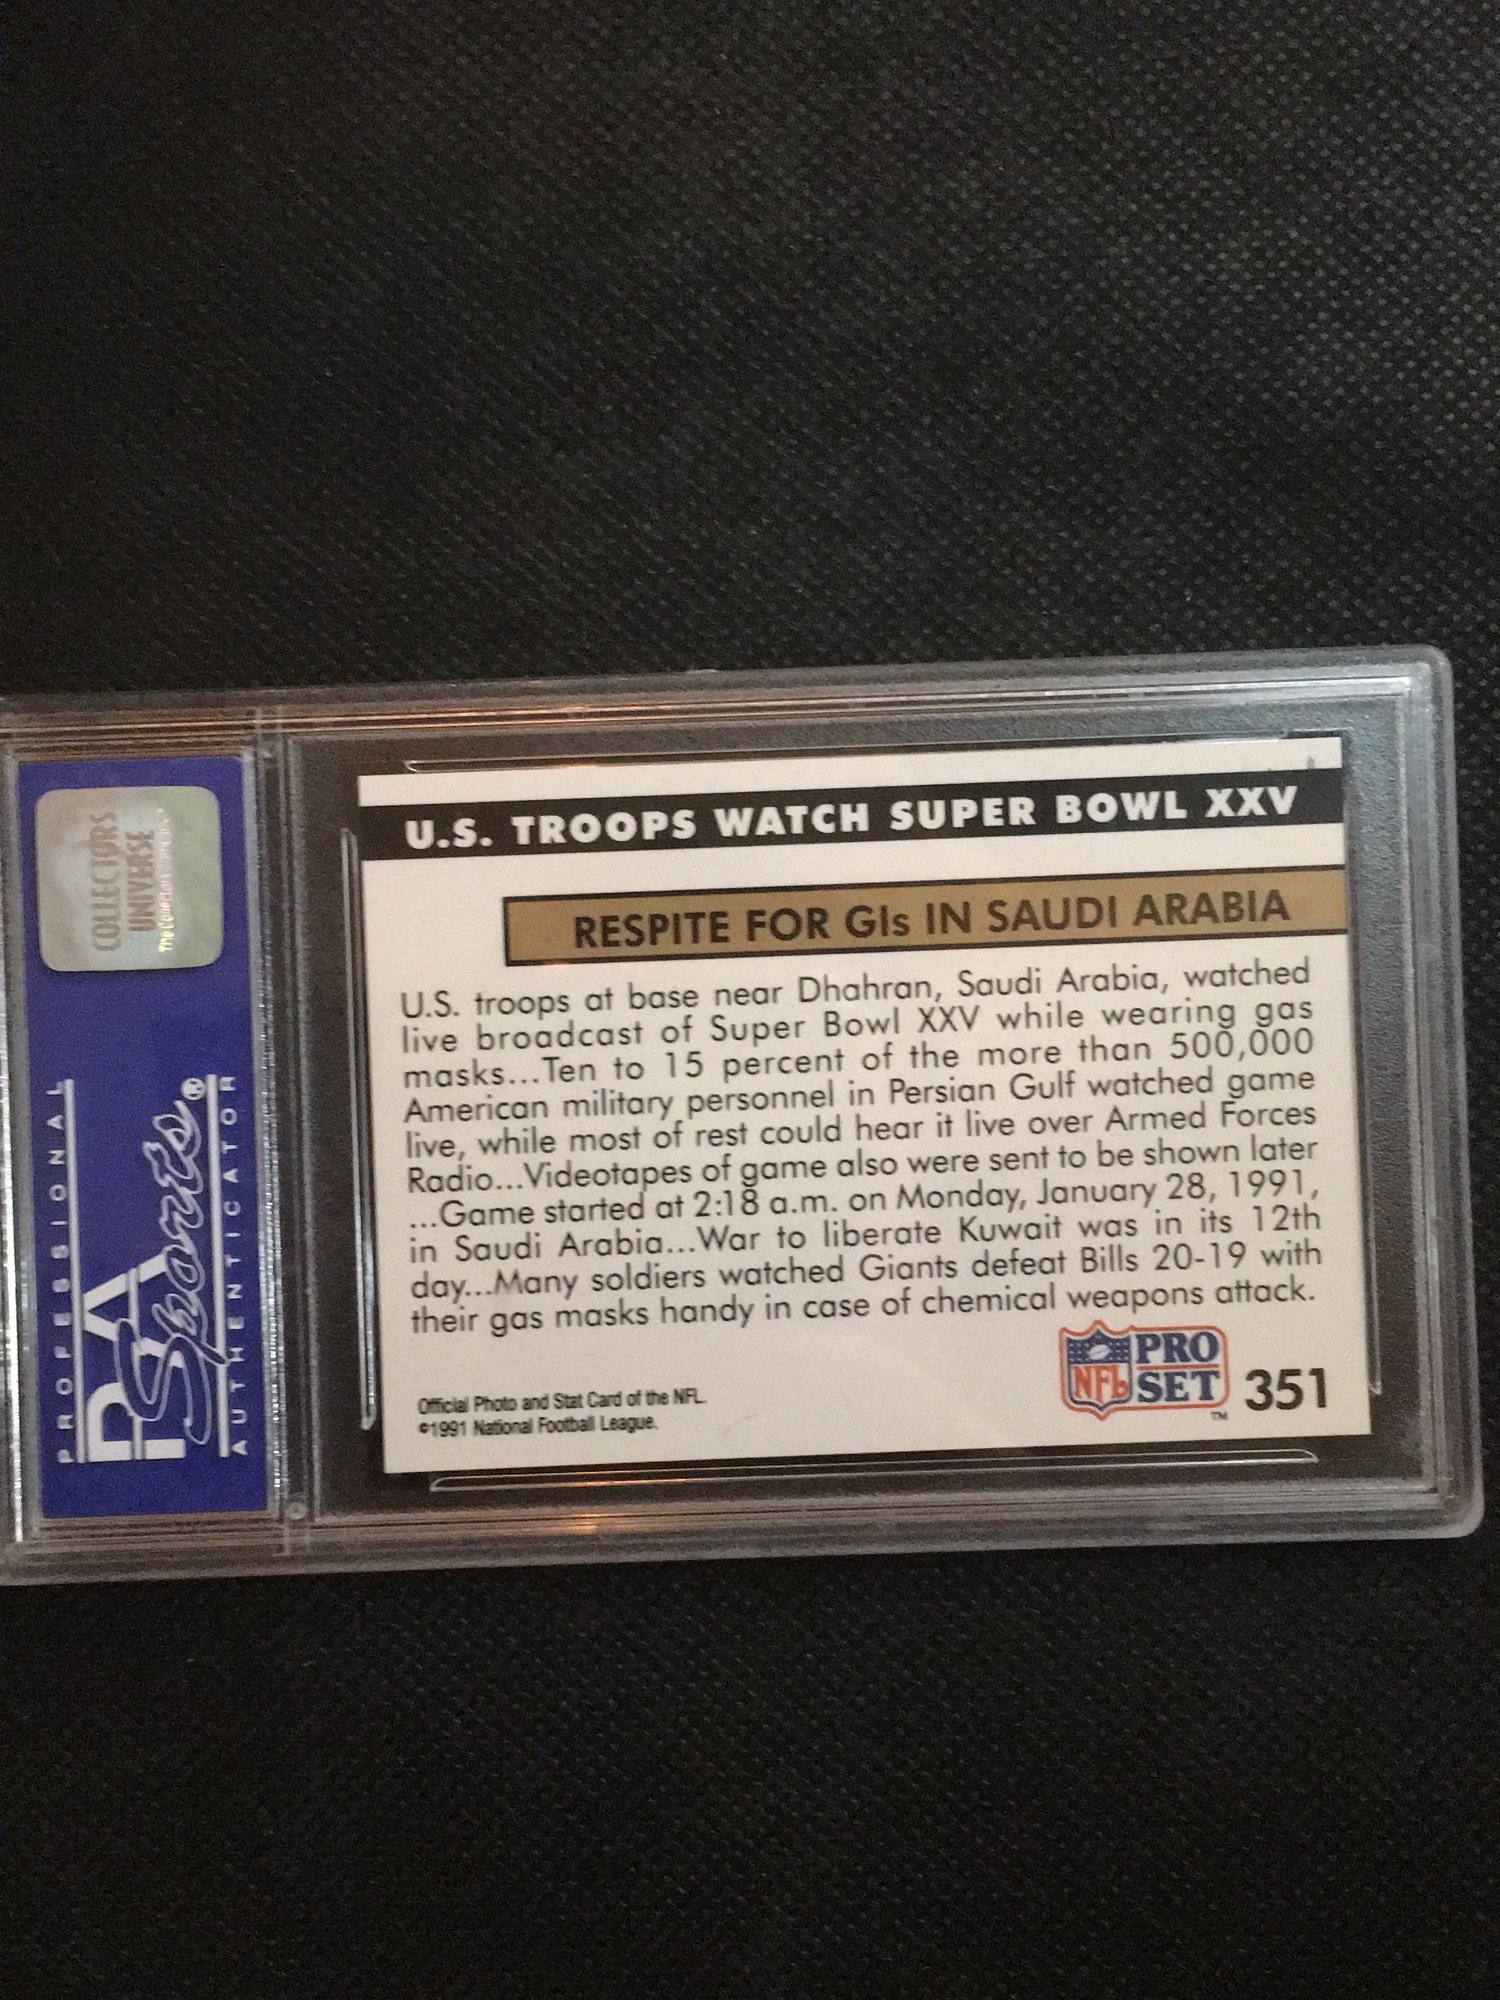 U.S. TROOPS WATCH SUPER BOWL XXV
RESPITE FOR GIs IN SAUDI ARABIA
U.S. troops at base near Dhahran, Saudi Arabia, watched
live broadcast of Super Bowl XXV while wearing gas
masks...Ten to 15 percent of the more than 500,000
American military personnel in Persian Gulf watched game
live, while most of rest could hear it live over Armed Forces
Radio...Videotapes of game also were sent to be shown later
...Game started at 2:18 a.m. on Monday, January 28, 1991,
in Saudi Arabia...War to liberate Kuwait was in its 12th
day...Many soldiers watched Giants defeat Bills 20-19 with
their gas masks handy in case of chemical weapons attack.
Official Photo and Stat Card of the NFL.
©1991 National Football League.
NFL PRO SET ™ 351
COLLECTORS
UNIVERSE
PROFESSIONAL
PSA
Sports®
AUTHENTICATOR